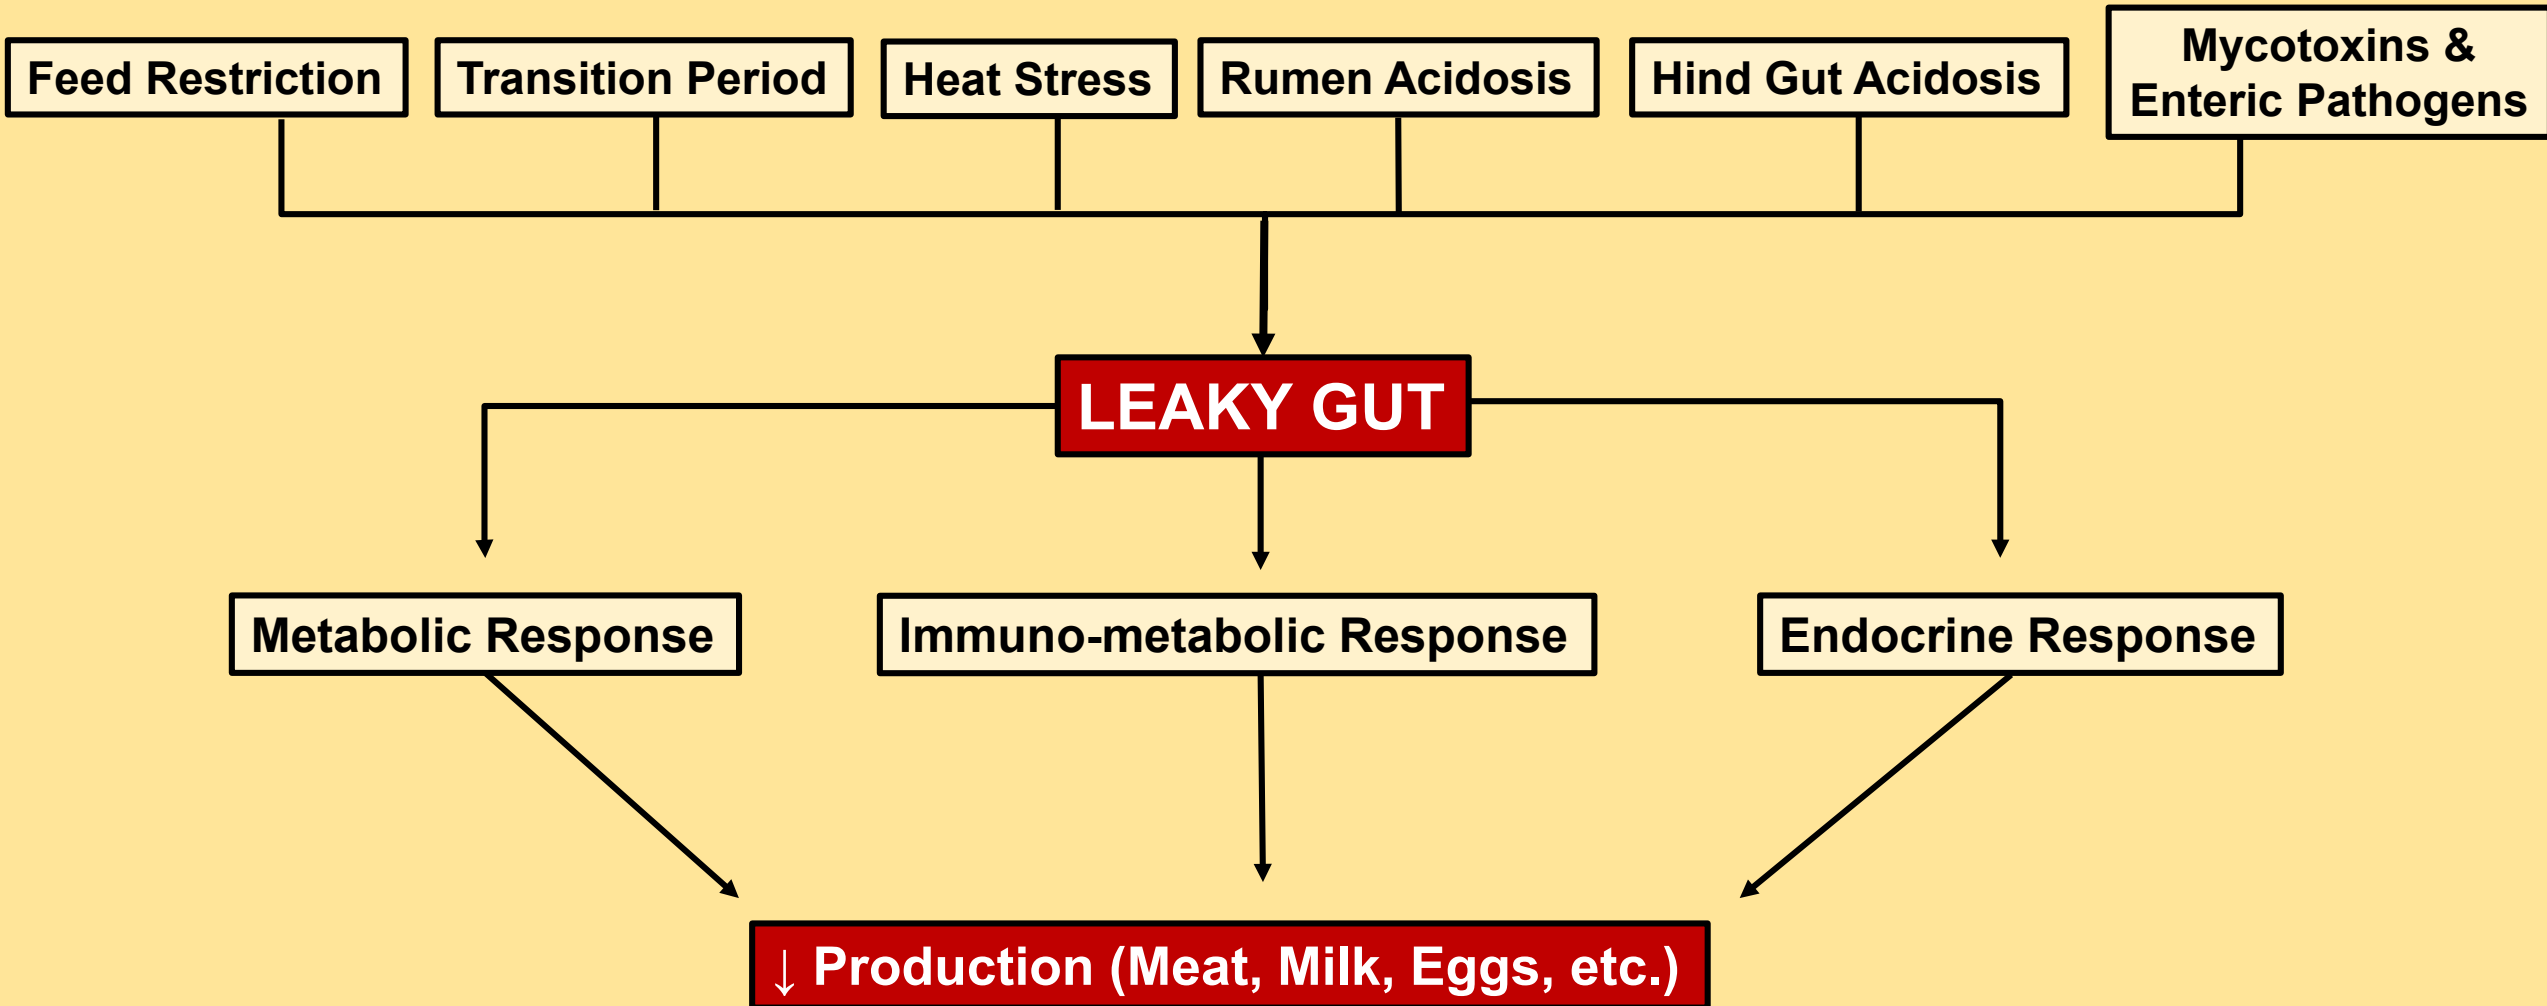 Feed Restriction
Transition Period
Heat Stress
Rumen Acidosis
Hind Gut Acidosis
Mycotoxins &
Enteric Pathogens
LEAKY GUT
Metabolic Response
Immuno-metabolic Response
Endocrine Response
↓ Production (Meat, Milk, Eggs, etc.)